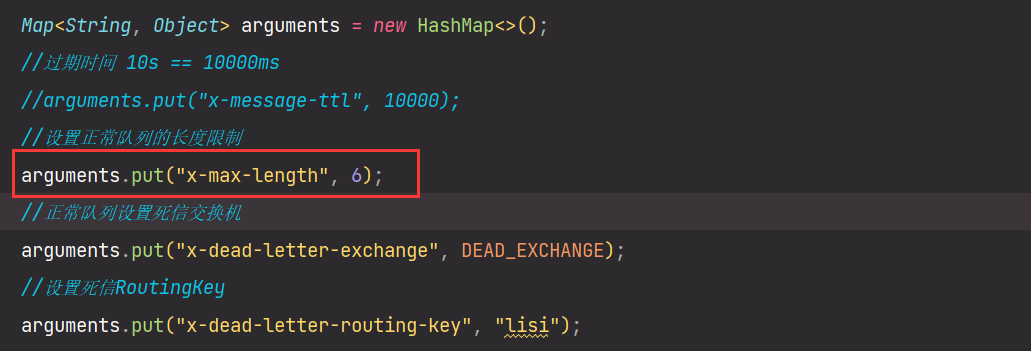 Map<String, Object> arguments = new HashMap<>();
//过期时间 10s == 10000ms
//arguments.put("x-message-ttl", 10000);
//设置正常队列的长度限制
arguments.put("x-max-length", 6);
//正常队列设置死信交换机
arguments.put("x-dead-letter-exchange", DEAD_EXCHANGE);
//设置死信RoutingKey
arguments.put("x-dead-letter-routing-key", "lisi");